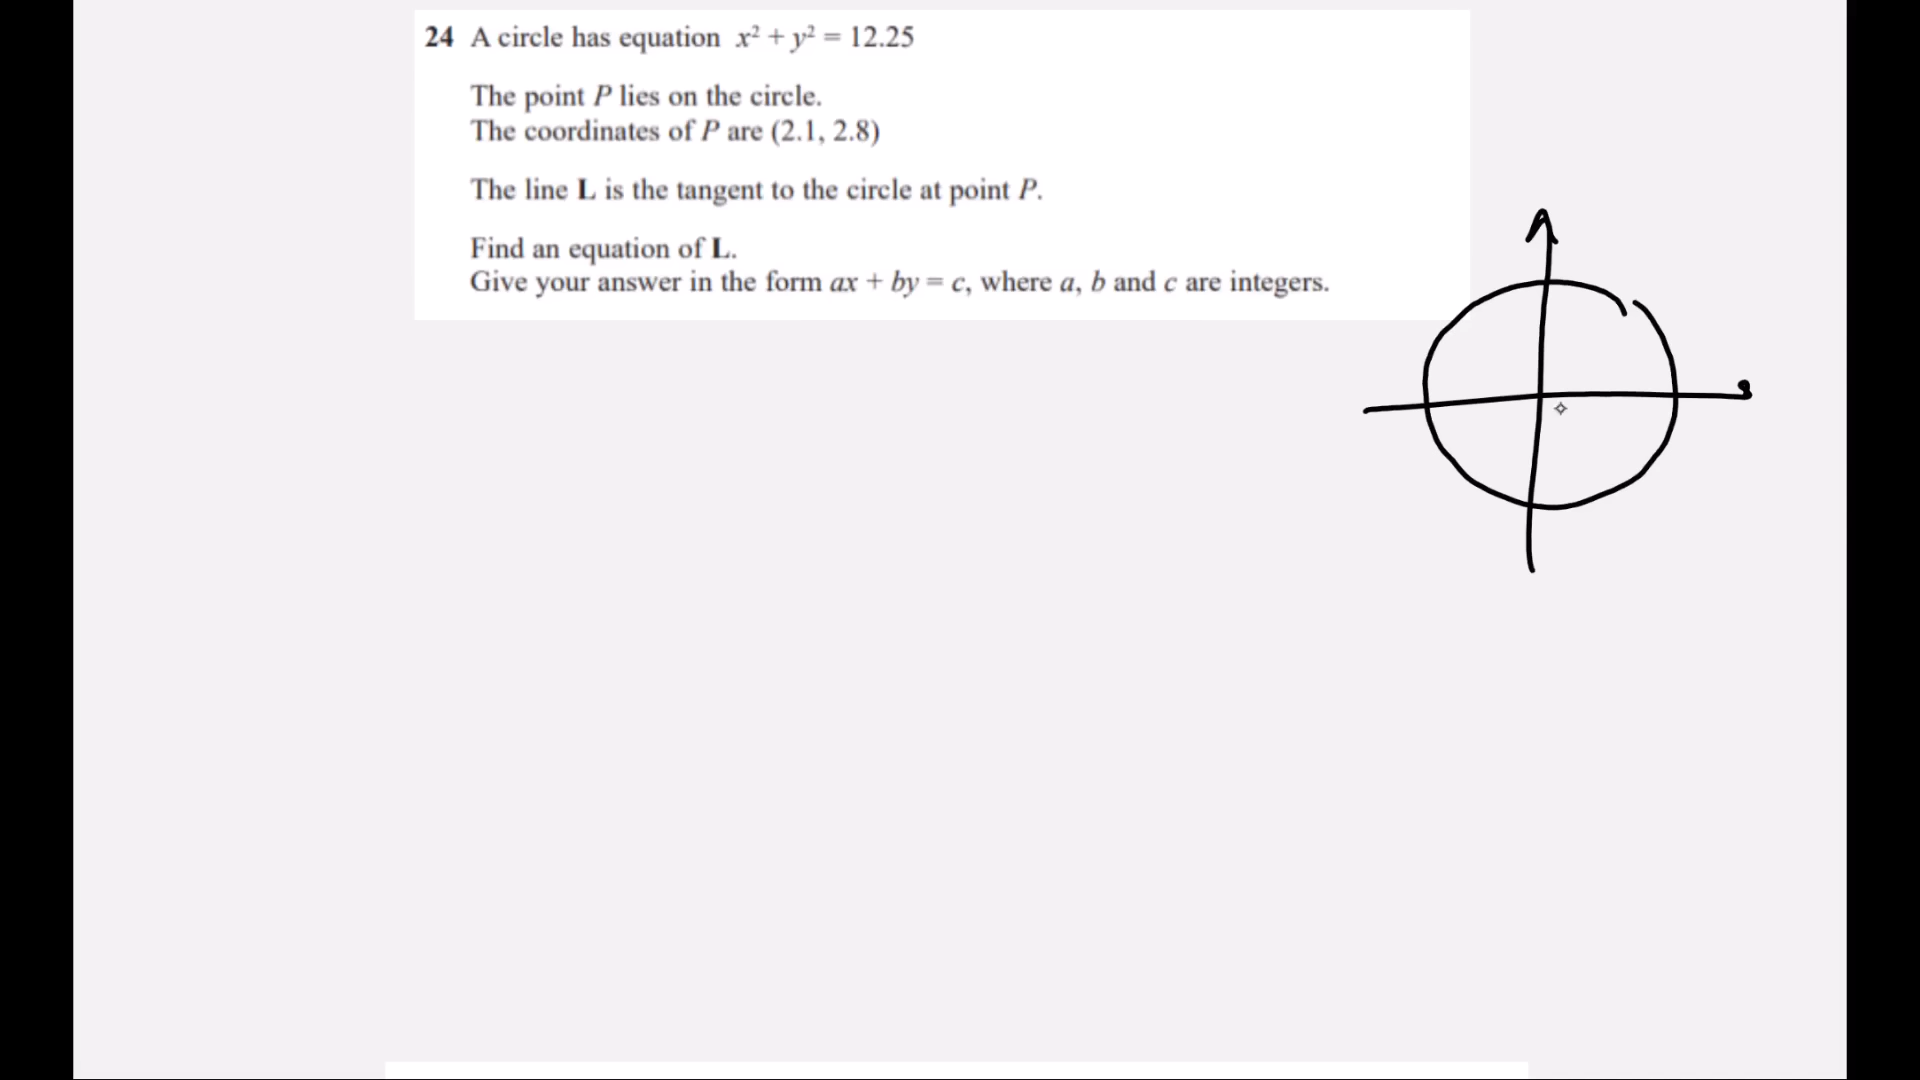 24 A circle has equation x² + y² = 12.25
The point P lies on the circle.
The coordinates of P are (2.1, 2.8)
The line L is the tangent to the circle at point P.
Find an equation of L.
Give your answer in the form ax + by = c, where a, b and c are integers.